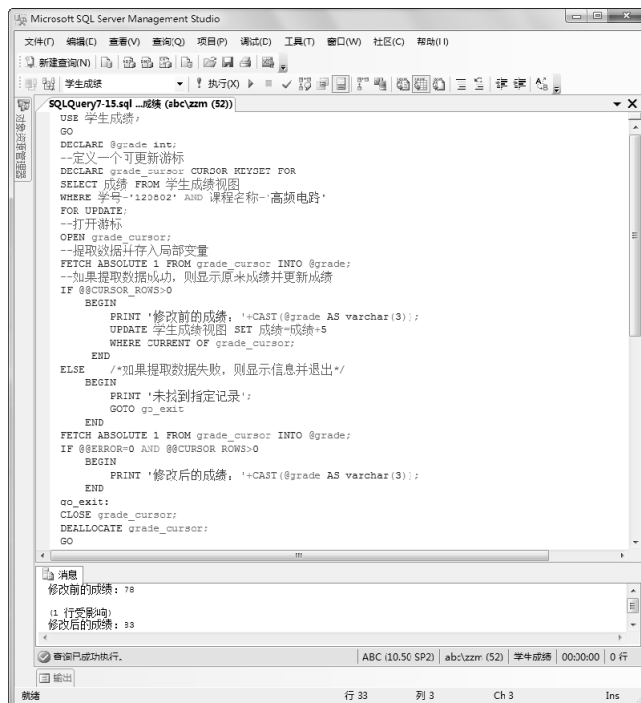 Microsoft SQL Server Management Studio
文件(F) 编辑(E) 查看(V) 查询(Q) 项目(P) 调试(D) 工具(T) 窗口(W) 社区(C) 帮助(H)
新建查询(N)
学生成绩 执行(X)
对象资源管理器
SQLQuery7-15.sql ...成绩 (abc\zzm (52))
USE 学生成绩;
GO
DECLARE @grade int;
--定义一个可更新游标
DECLARE grade_cursor CURSOR KEYSET FOR
SELECT 成绩 FROM 学生成绩视图
WHERE 学号='120802' AND 课程名称='高频电路'
FOR UPDATE;
--打开游标
OPEN grade_cursor;
--提取数据并存入局部变量
FETCH ABSOLUTE 1 FROM grade_cursor INTO @grade;
--如果提取数据成功，则显示原来成绩并更新成绩
IF @@CURSOR_ROWS>0
BEGIN
PRINT '修改前的成绩：'+CAST(@grade AS varchar(3));
UPDATE 学生成绩视图 SET 成绩=成绩+5
WHERE CURRENT OF grade_cursor;
END
ELSE /*如果提取数据失败，则显示信息并退出*/
BEGIN
PRINT '未找到指定记录';
GOTO go_exit
END
FETCH ABSOLUTE 1 FROM grade_cursor INTO @grade;
IF @@ERROR=0 AND @@CURSOR_ROWS>0
BEGIN
PRINT '修改后的成绩：'+CAST(@grade AS varchar(3));
END
go_exit:
CLOSE grade_cursor;
DEALLOCATE grade_cursor;
GO
消息
修改前的成绩：78
(1 行受影响)
修改后的成绩：83
查询已成功执行。 ABC (10.50 SP2) abc\zzm (52) 学生成绩 00:00:00 0 行
输出
就绪 行 33 列 3 Ch 3 Ins